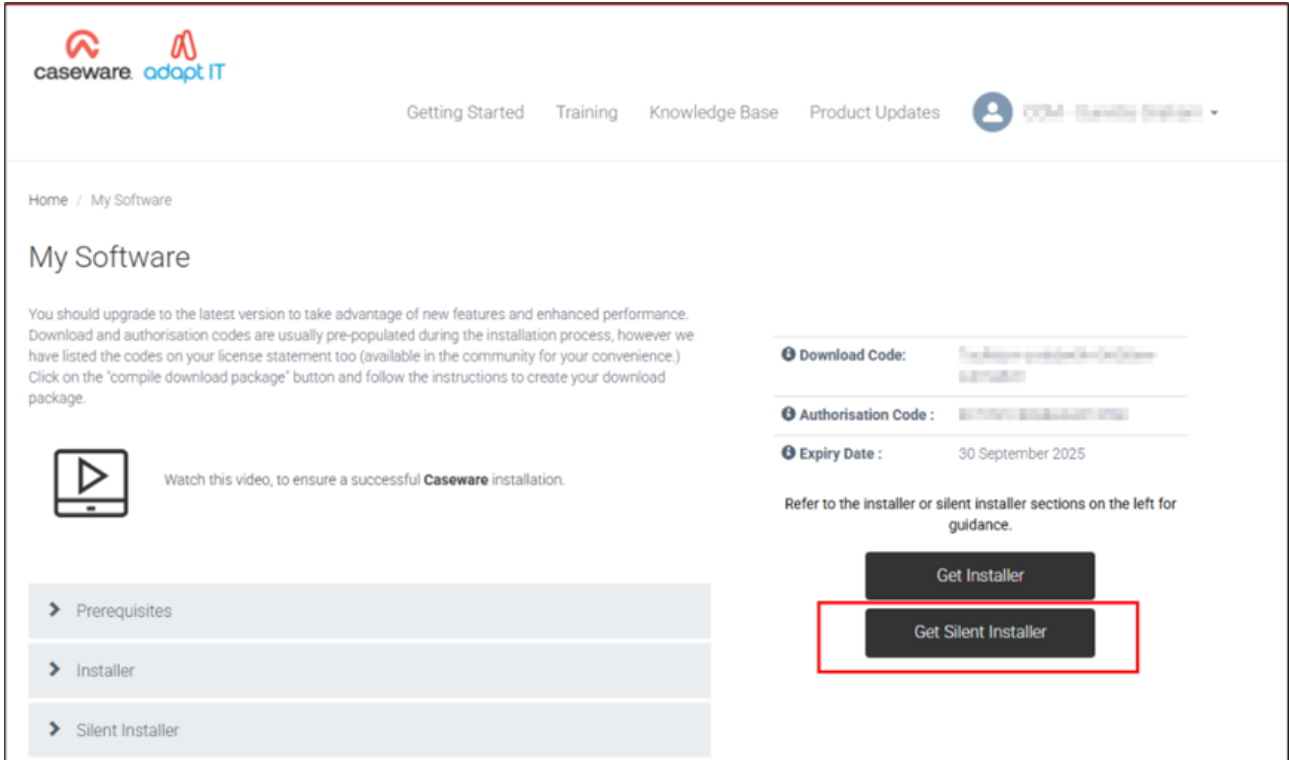 caseware. adapt IT
Getting Started Training Knowledge Base Product Updates
Home / My Software
My Software
You should upgrade to the latest version to take advantage of new features and enhanced performance.
Download and authorisation codes are usually pre-populated during the installation process, however we
have listed the codes on your license statement too (available in the community for your convenience.)
Click on the "compile download package" button and follow the instructions to create your download
package.
Watch this video, to ensure a successful Caseware installation.
Prerequisites
Installer
Silent Installer
Download Code:
Authorisation Code :
Expiry Date : 30 September 2025
Refer to the installer or silent installer sections on the left for
guidance.
Get Installer
Get Silent Installer